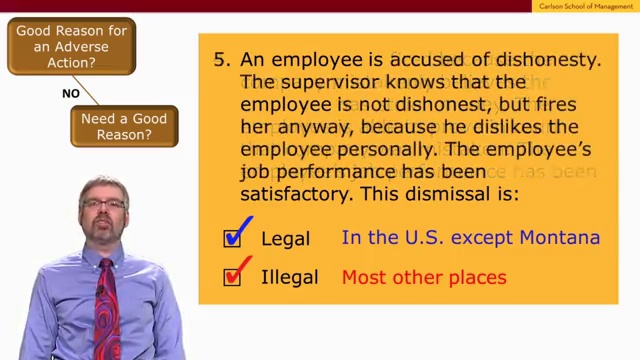 Carlson School of Management
Good Reason for
an Adverse
Action?
NO
Need a Good
Reason?
5. An employee is accused of dishonesty.
The supervisor knows that the
employee is not dishonest, but fires
her anyway, because he dislikes the
employee personally. The employee's
job performance has been
satisfactory. This dismissal is:
Legal In the U.S. except Montana
Illegal Most other places